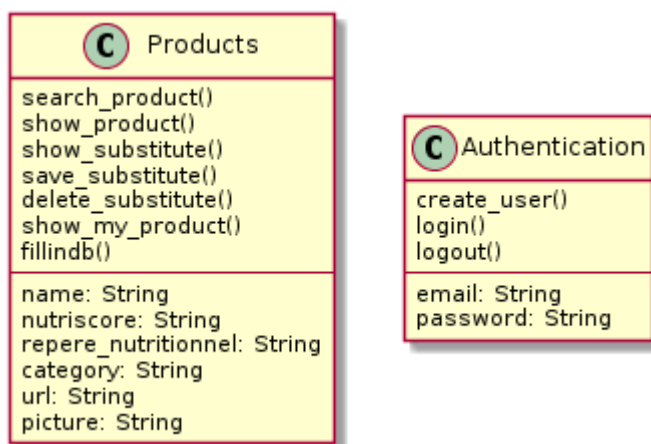 C Products
search_product()
show_product()
show_substitute()
save_substitute()
delete_substitute()
show_my_product()
fillindb()
name: String
nutriscore: String
repere_nutritionnel: String
category: String
url: String
picture: String
C Authentication
create_user()
login()
logout()
email: String
password: String